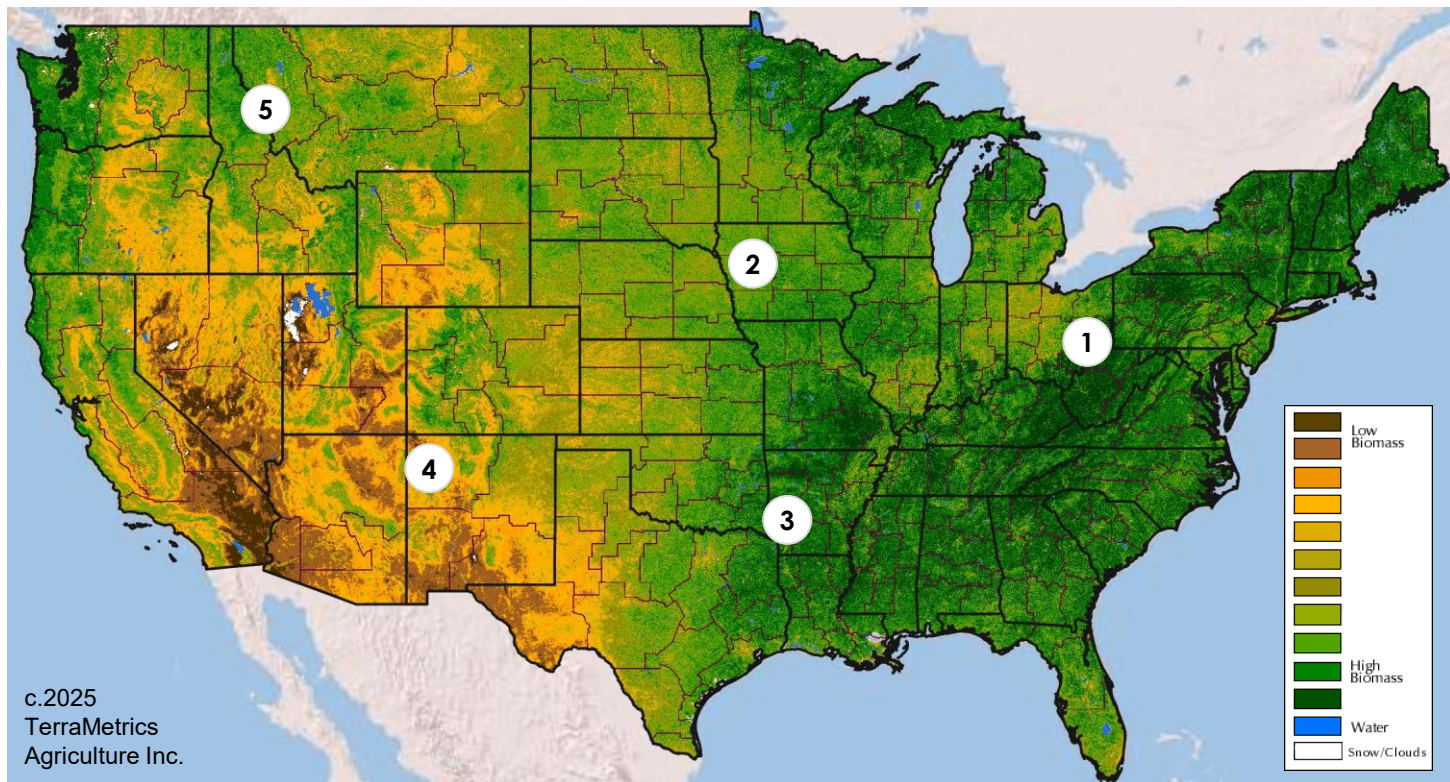 5
2
1
4
3
Low
Biomass
High
Biomass
Water
Snow/Clouds
c.2025
TerraMetrics
Agriculture Inc.